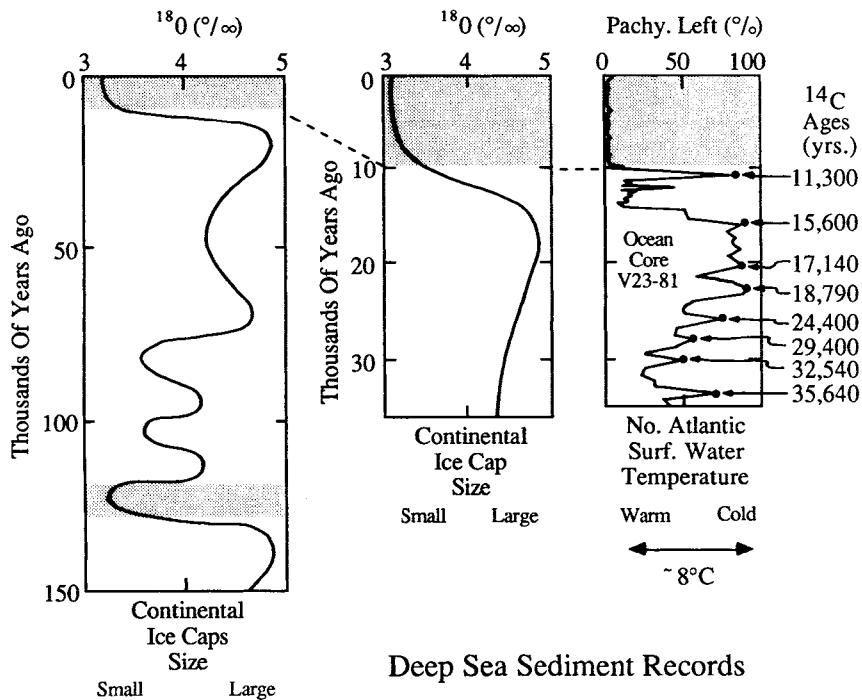 ¹⁸O (°/∞)
3 4 5
Thousands Of Years Ago
0
50
100
150
Continental
Ice Caps
Size
Small Large
¹⁸O (°/∞)
3 4 5
Thousands Of Years Ago
0
10
20
30
Continental
Ice Cap
Size
Small Large
Pachy. Left (°/₀)
0 50 100
Ocean
Core
V23-81
¹⁴C
Ages
(yrs.)
11,300
15,600
17,140
18,790
24,400
29,400
32,540
35,640
No. Atlantic
Surf. Water
Temperature
Warm Cold
~ 8°C
Deep Sea Sediment Records